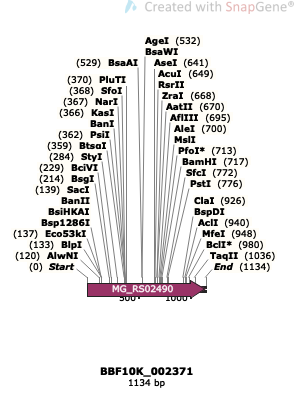 Created with SnapGene®
AgeI (532)
BsaWI
(529) BsaAI
AseI (641)
AcuI (649)
(370) PluTI
RsrII
(368) SfoI
ZraI (668)
(367) NarI
AatII (670)
(366) KasI
AflIII (695)
BanI
AleI (700)
(362) PsiI
MslI
(359) BtsαI
PfoI* (713)
(284) StyI
BamHI (717)
(229) BciVI
SfcI (772)
(214) BsgI
PstI (776)
(139) SacI
BanII
ClaI (926)
BsiHKAI
BspDI
Bsp1286I
AclI (940)
(137) Eco53kI
MfeI (948)
(133) BlpI
BclI* (980)
(120) AlwNI
TaqII (1036)
(0) Start
End (1134)
MG_RS02490
500
1000
BBF10K_002371
1134 bp